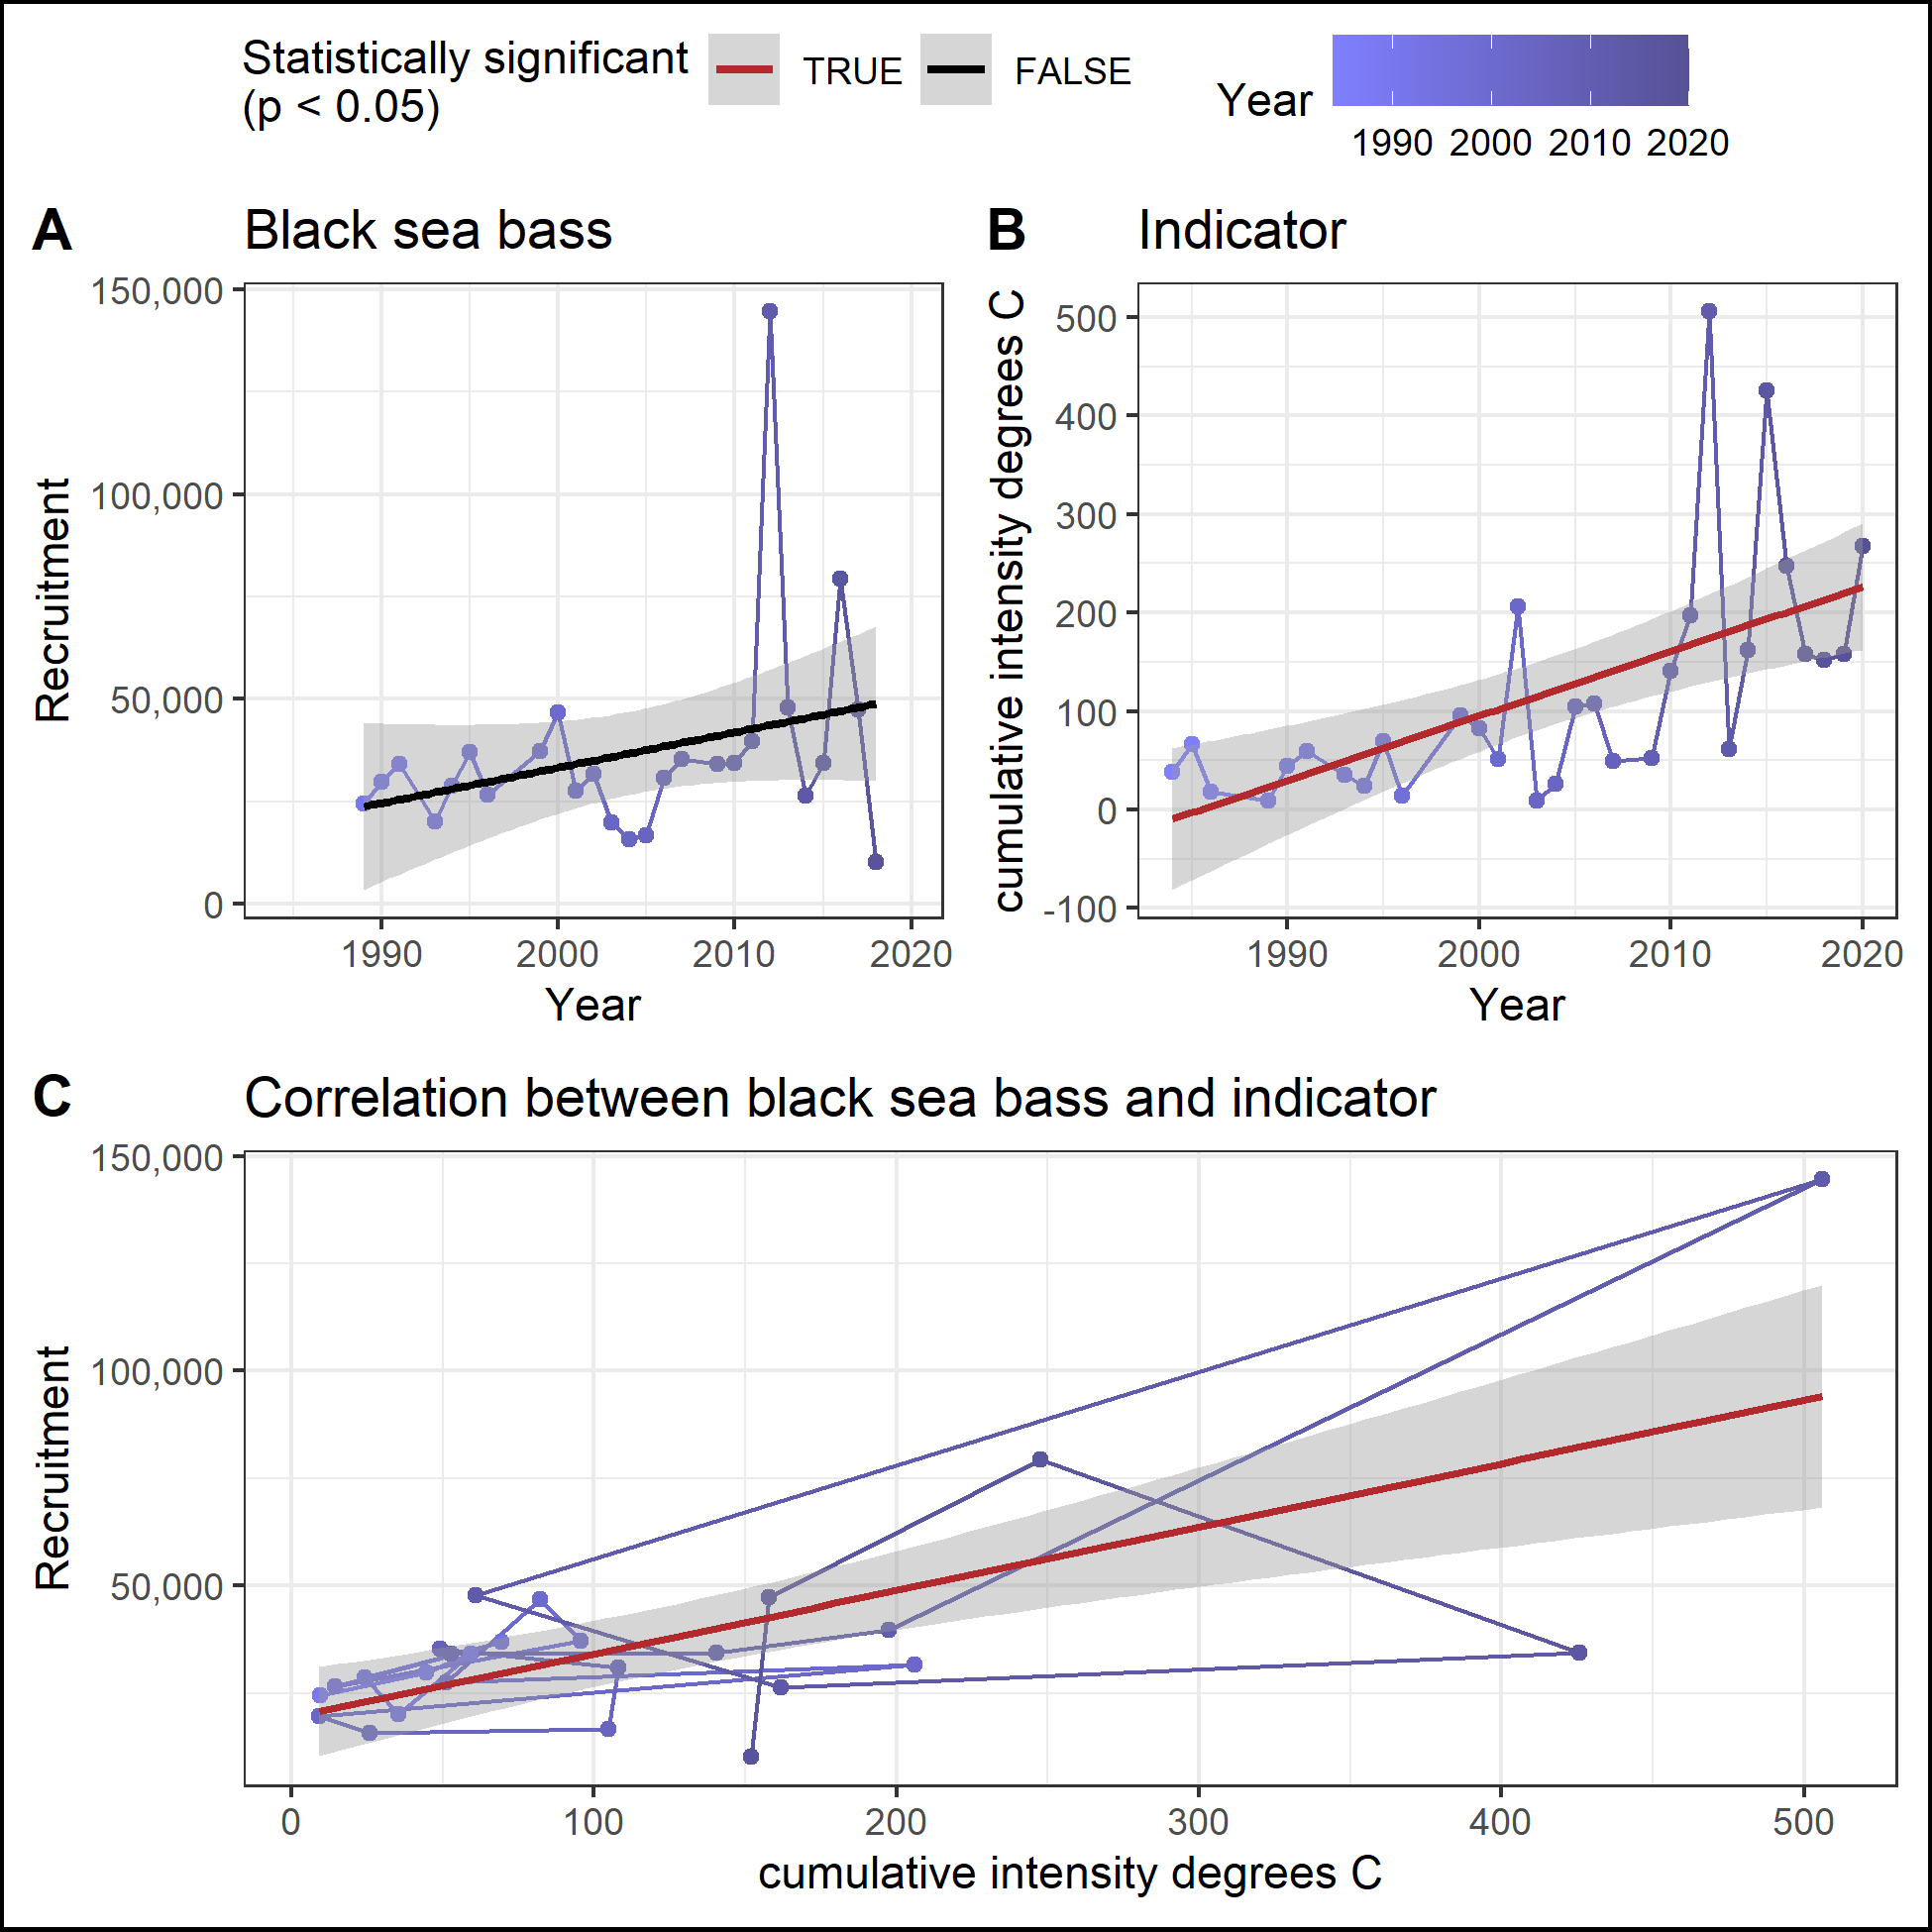 Statistically significant
(p < 0.05)
TRUE
FALSE
Year
1990 2000 2010 2020
A
Black sea bass
150,000
100,000
50,000
0
Recruitment
1990 2000 2010 2020
Year
B
Indicator
500
400
300
200
100
0
-100
cumulative intensity degrees C
1990 2000 2010 2020
Year
C
Correlation between black sea bass and indicator
150,000
100,000
50,000
Recruitment
0 100 200 300 400 500
cumulative intensity degrees C